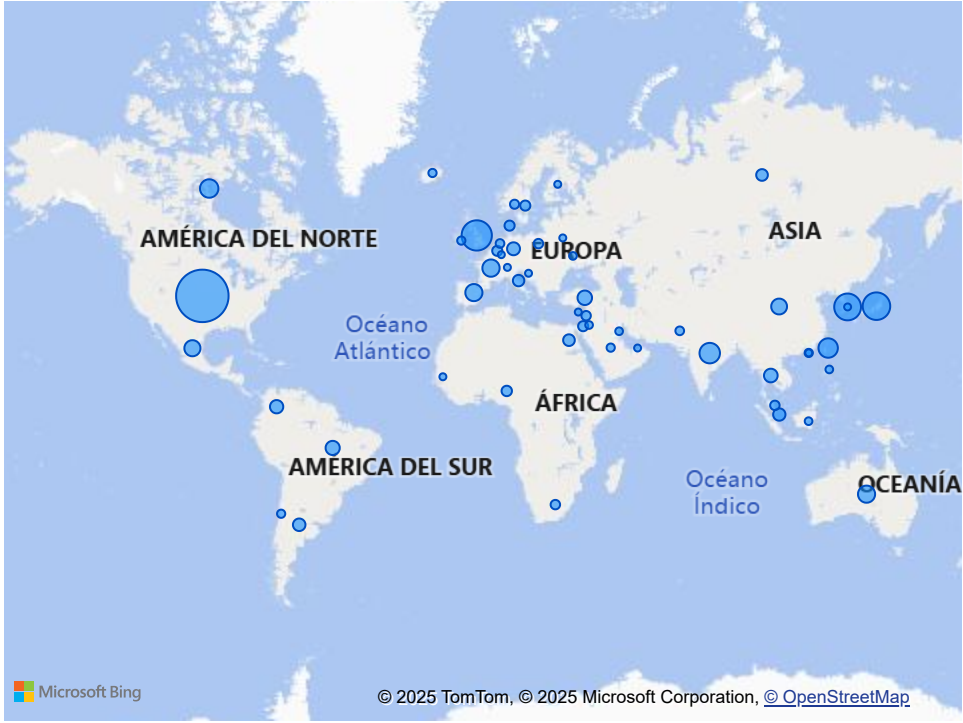 AMÉRICA DEL NORTE
ASIA
EUROPA
Océano
Atlántico
ÁFRICA
AMÉRICA DEL SUR
Océano
Índico
OCEANÍA
Microsoft Bing
© 2025 TomTom, © 2025 Microsoft Corporation, © OpenStreetMap